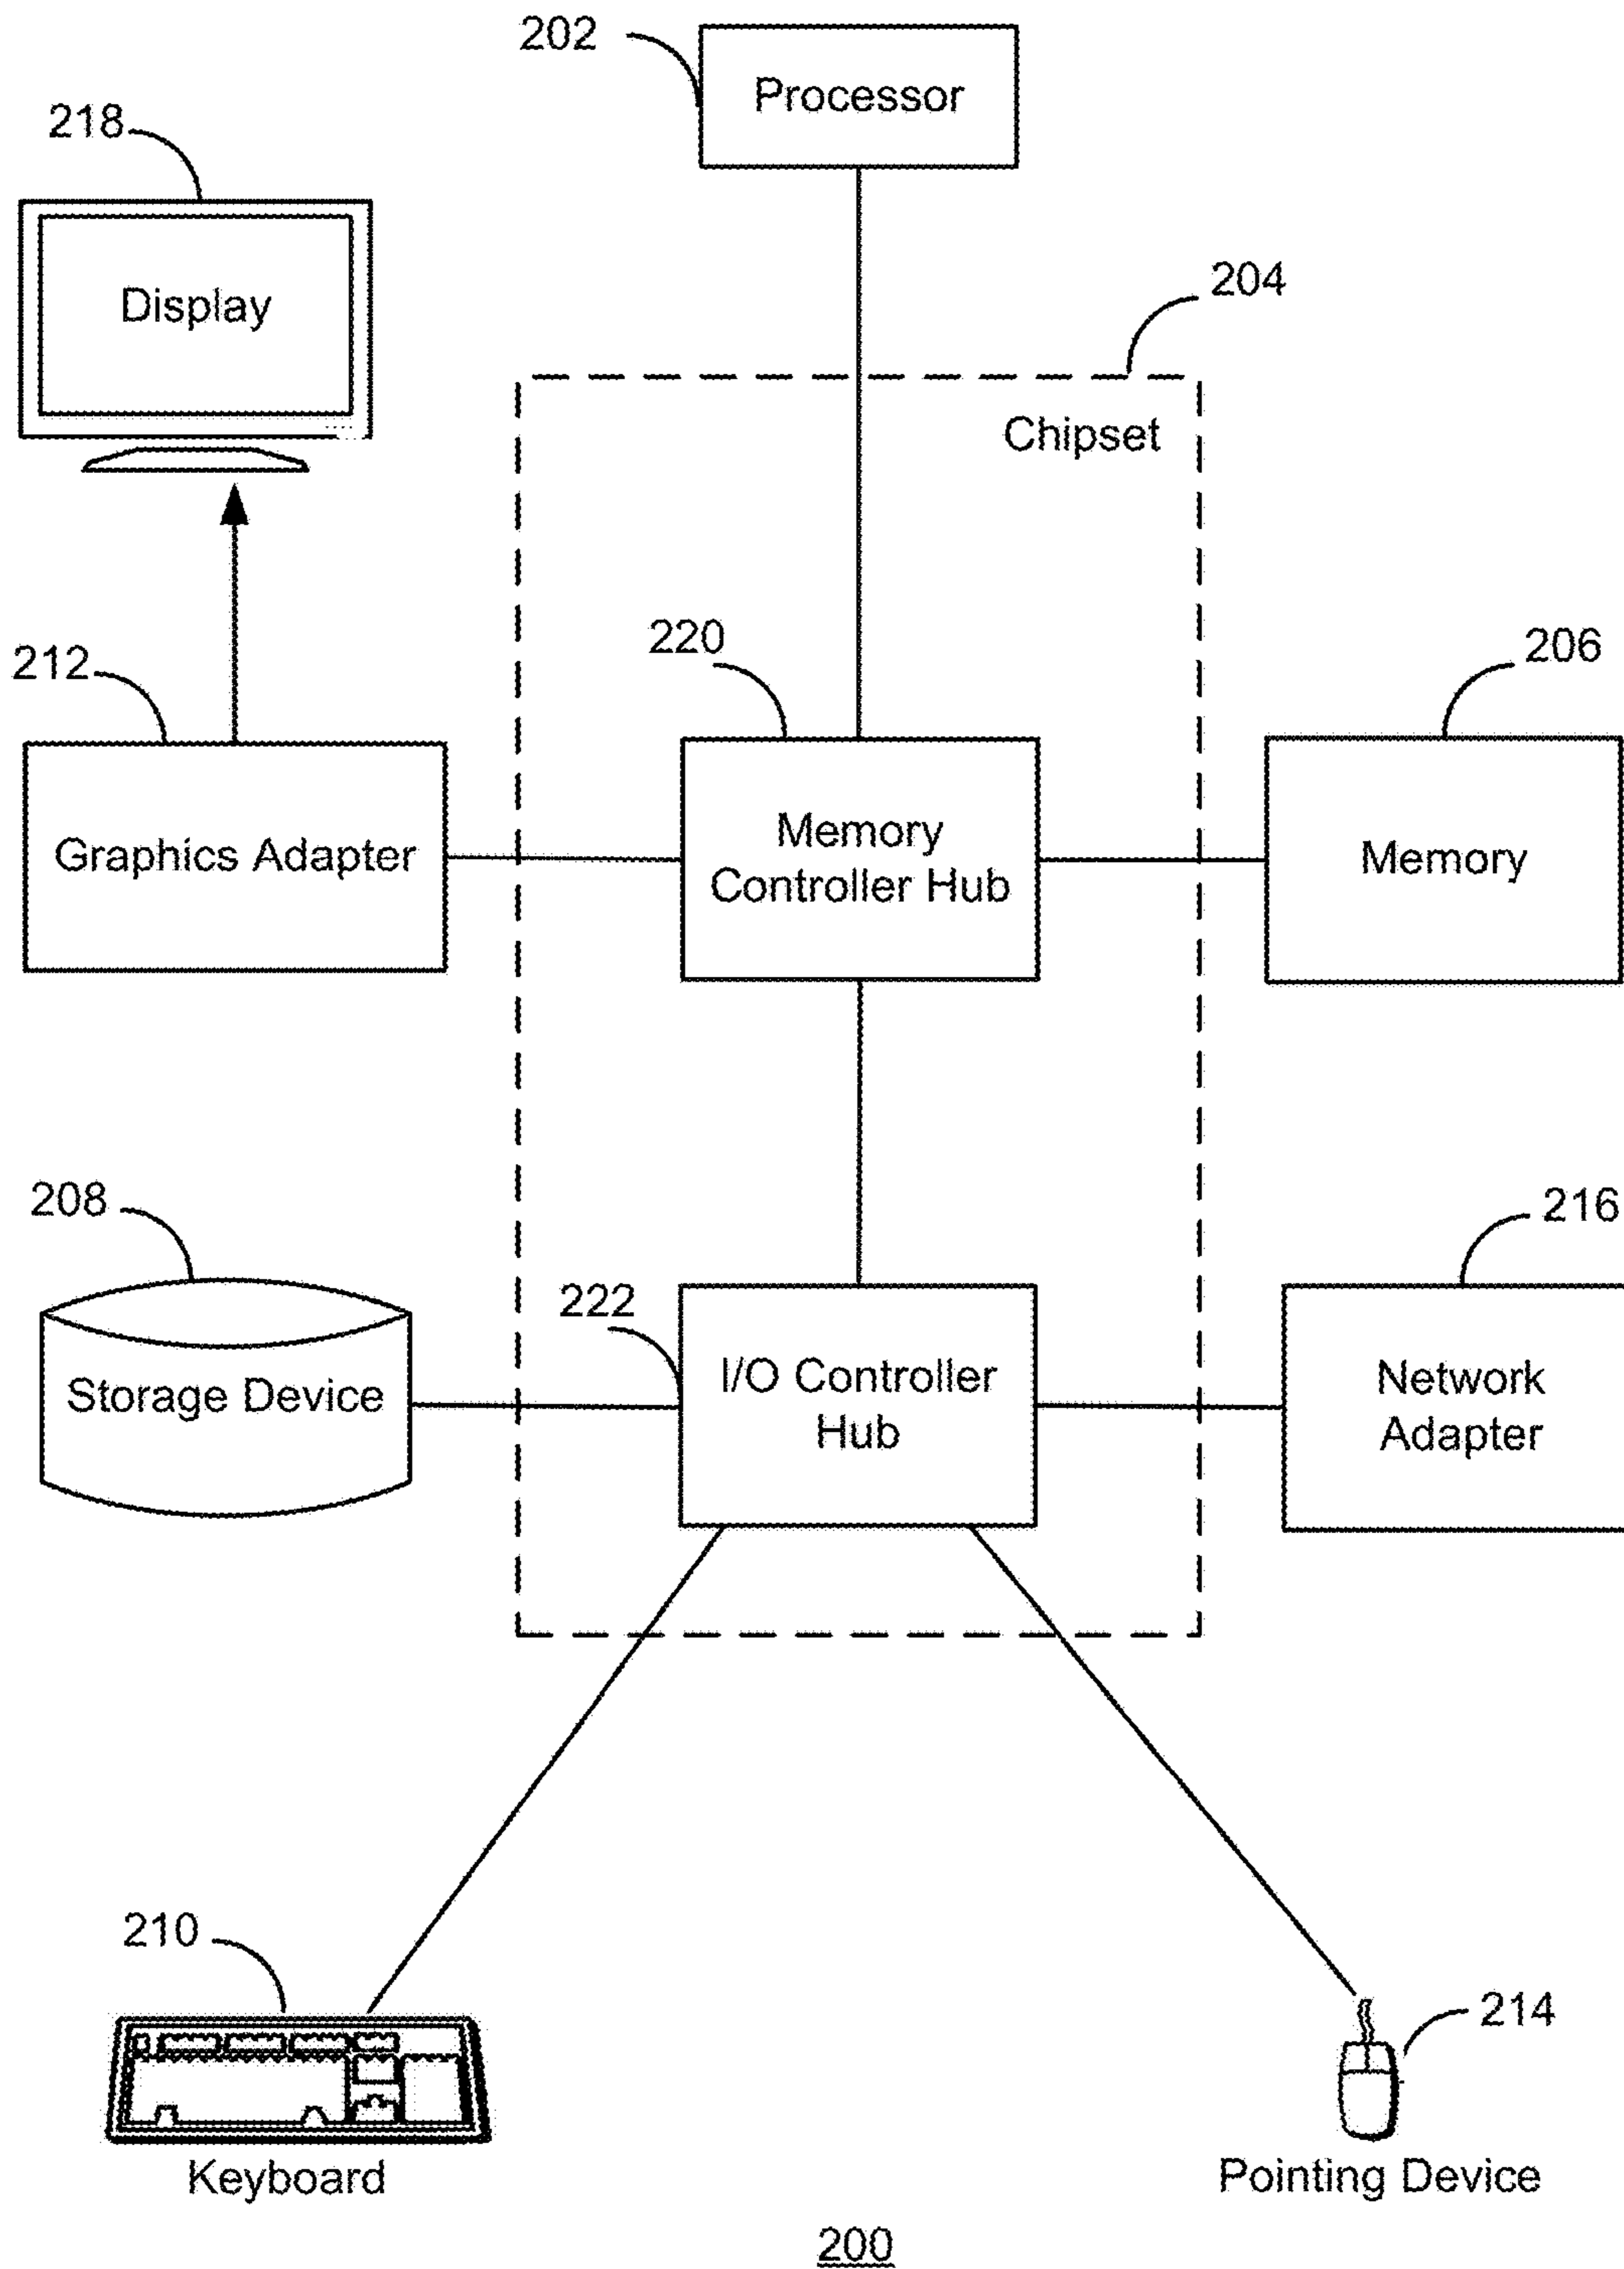 202
Processor
218
Display
204
Chipset
212
220
206
Graphics Adapter
Memory
Controller Hub
Memory
208
222
216
Storage Device
I/O Controller
Hub
Network
Adapter
210
214
Keyboard
Pointing Device
200